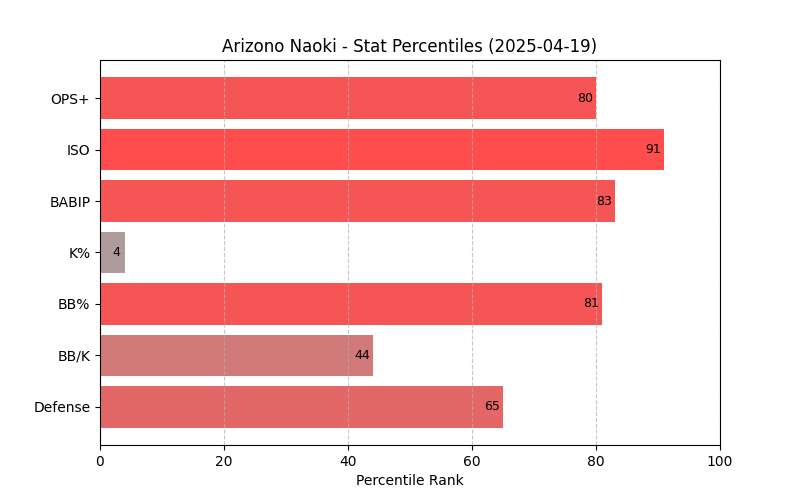 Arizono Naoki - Stat Percentiles (2025-04-19)
OPS+ 80
ISO 91
BABIP 83
K% 4
BB% 81
BB/K 44
Defense 65
0 20 40 60 80 100
Percentile Rank